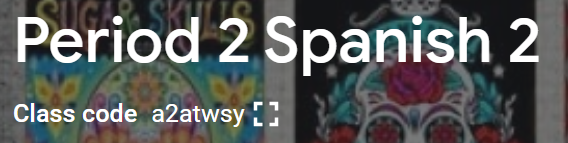 SUGAR SKULLS
Period 2 Spanish 2
Class code a2atwsy